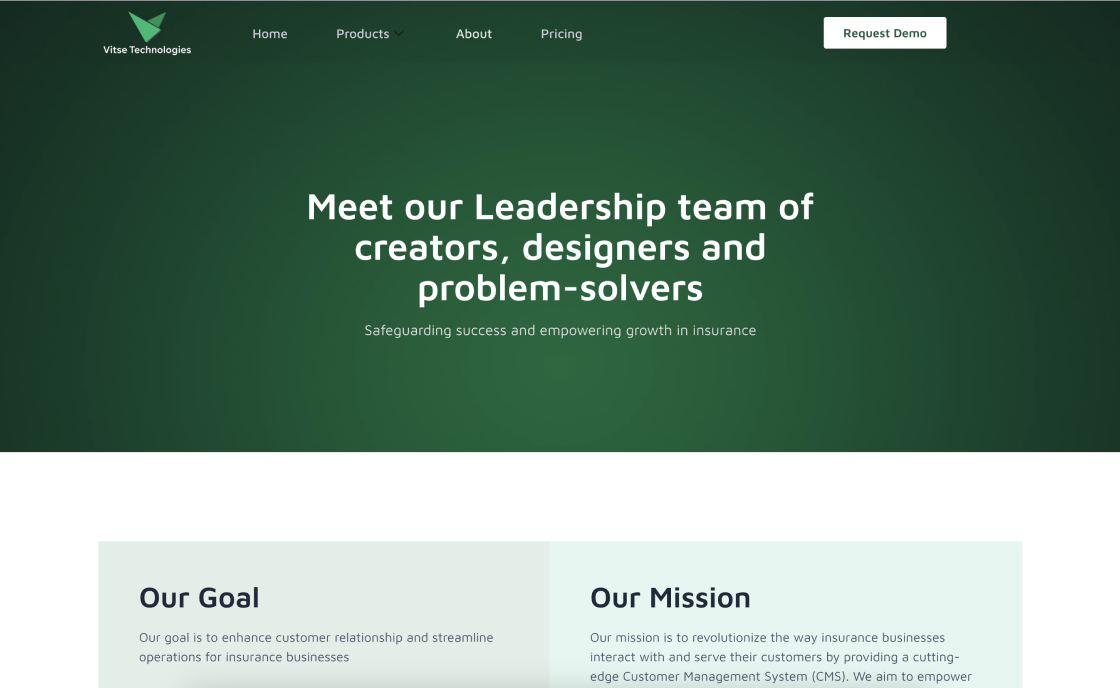 Vitse Technologies
Home
Products
About
Pricing
Request Demo
Meet our Leadership team of
creators, designers and
problem-solvers
Safeguarding success and empowering growth in insurance
Our Goal
Our goal is to enhance customer relationship and streamline
operations for insurance businesses
Our Mission
Our mission is to revolutionize the way insurance businesses
interact with and serve their customers by providing a cutting-
edge Customer Management System (CMS). We aim to empower